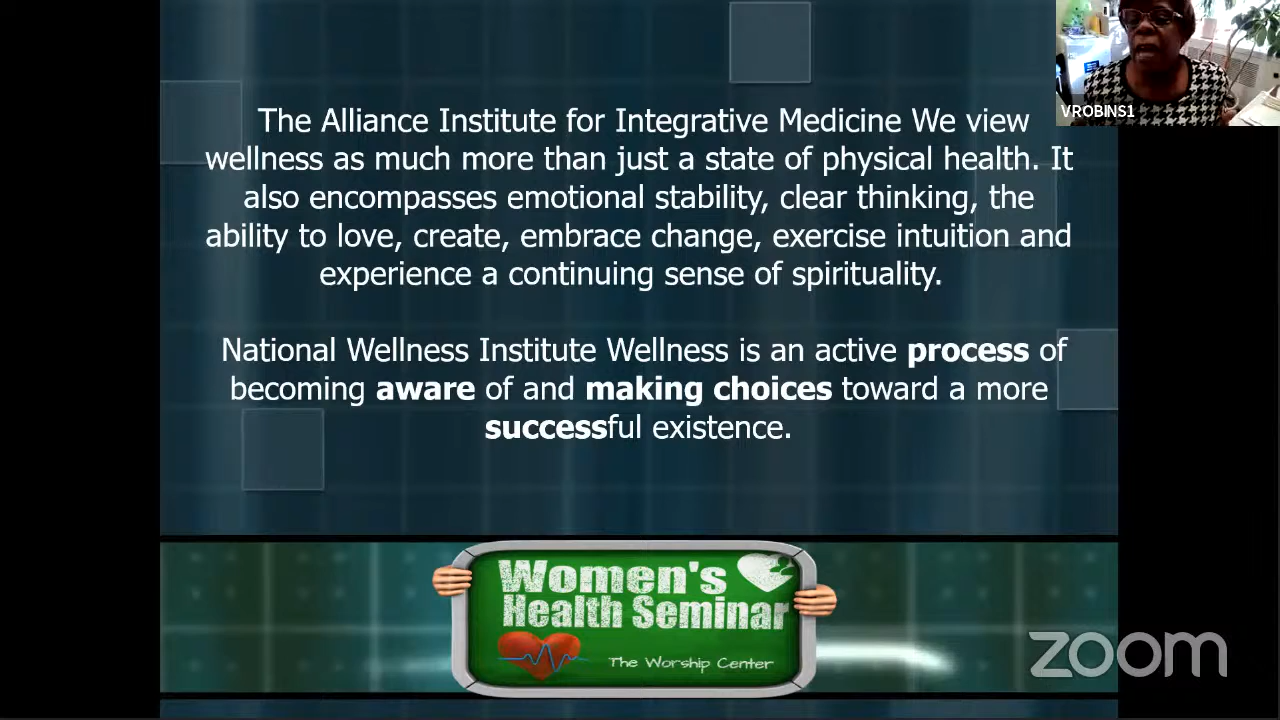 The Alliance Institute for Integrative Medicine We view
wellness as much more than just a state of physical health. It
also encompasses emotional stability, clear thinking, the
ability to love, create, embrace change, exercise intuition and
experience a continuing sense of spirituality.
National Wellness Institute Wellness is an active process of
becoming aware of and making choices toward a more
successful existence.
VROBINS1
Women's
Health Seminar
The Worship Center
zoom